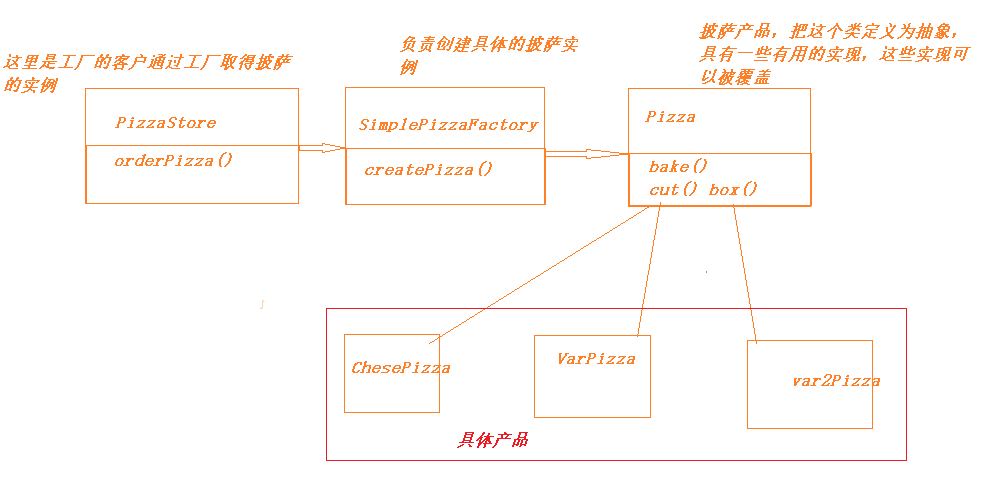 这里是工厂的客户通过工厂取得披萨
的实例
负责创建具体的披萨实
例
披萨产品，把这个类定义为抽象，
具有一些有用的实现，这些实现可
以被覆盖
PizzaStore
orderPizza()
SimplePizzaFactory
createPizza()
Pizza
bake()
cut() box()
ChesePizza
VarPizza
var2Pizza
具体产品